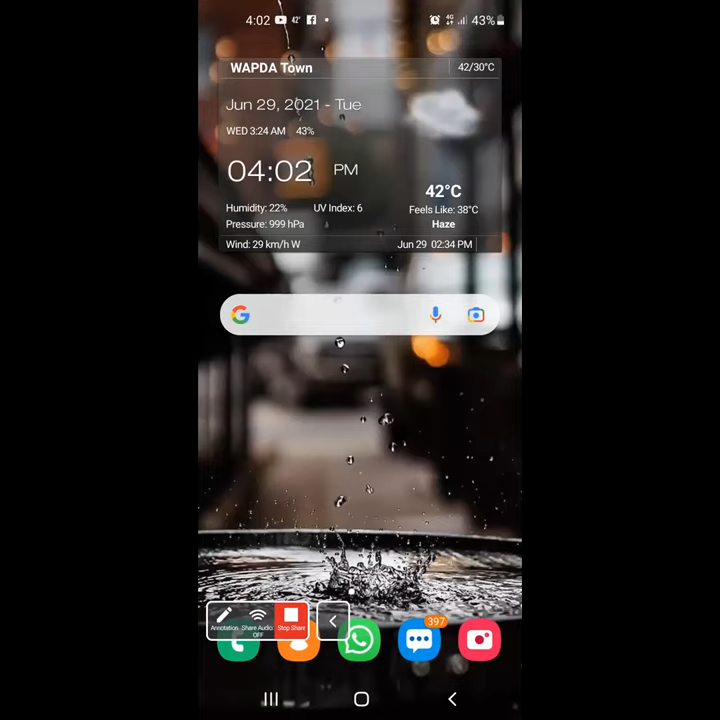 4:02 42° 4G 43%
WAPDA Town 42/30°C
Jun 29, 2021 - Tue
WED 3:24 AM 43%
04:02 PM
42°C
Humidity: 22% UV Index: 6 Feels Like: 38°C
Pressure: 999 hPa Haze
Wind: 29 km/h W Jun 29 02:34 PM
Annotation Share Audio: OFF Stop Share
397